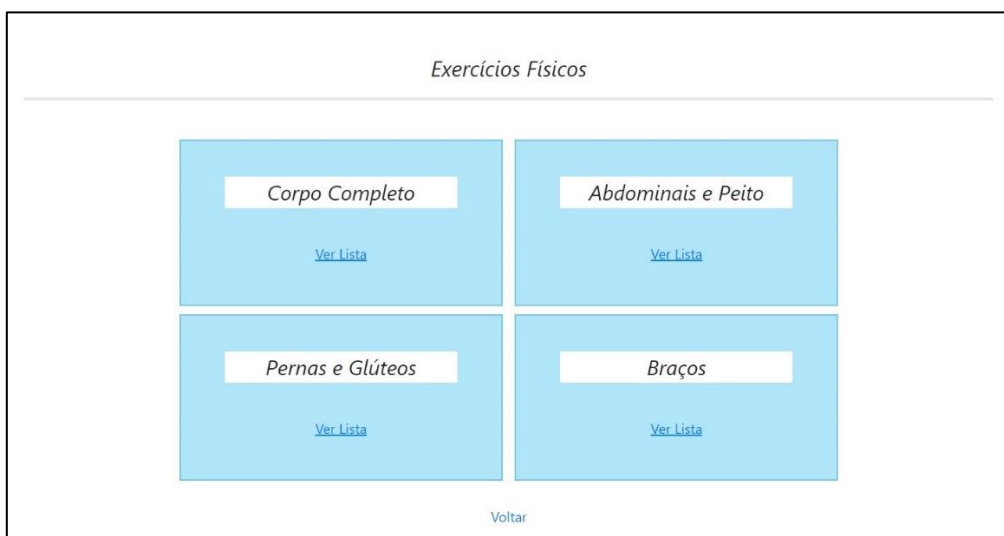 Exercícios Físicos
Corpo Completo
Ver Lista
Abdominais e Peito
Ver Lista
Pernas e Glúteos
Ver Lista
Braços
Ver Lista
Voltar